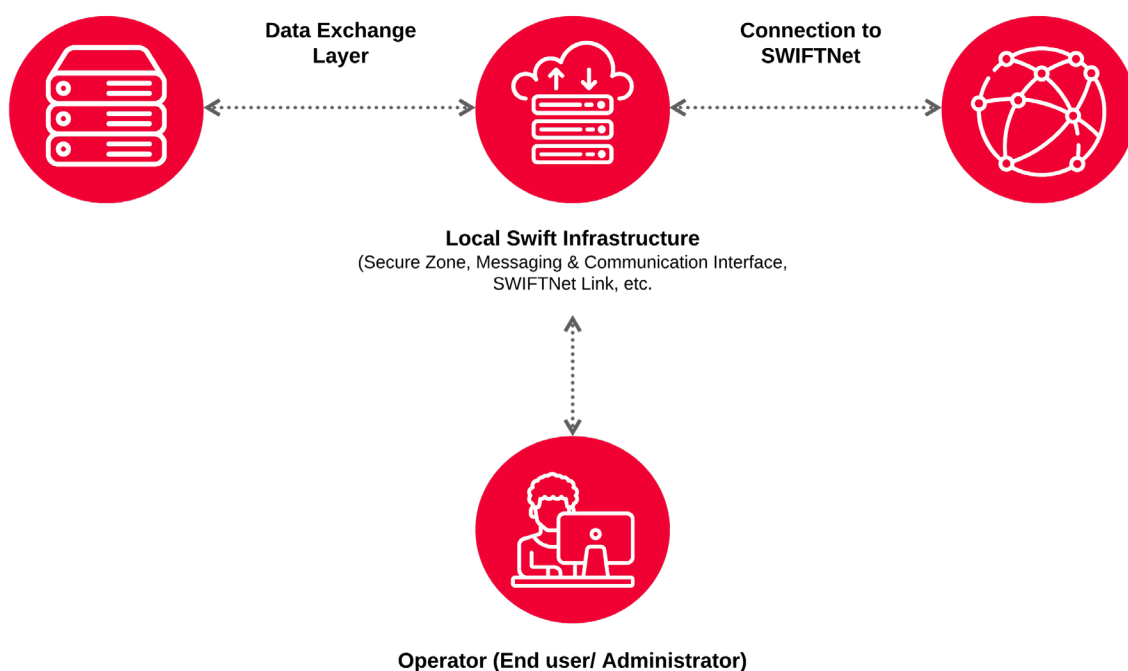 Data Exchange
Layer
Connection to
SWIFTNet
Local Swift Infrastructure
(Secure Zone, Messaging & Communication Interface,
SWIFTNet Link, etc.
Operator (End user/ Administrator)